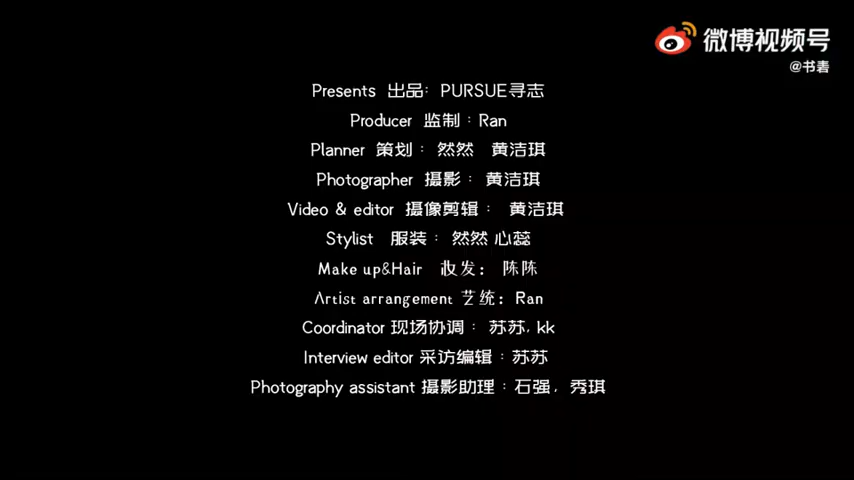 微博视频号
@书砉
Presents 出品: PURSUE寻志
Producer 监制：Ran
Planner 策划： 然然 黄洁琪
Photographer 摄影： 黄洁琪
Video & editor 摄像剪辑： 黄洁琪
Stylist 服装： 然然 心蕊
Make up&Hair 妆发： 陈陈
Artist arrangement 艺统：Ran
Coordinator 现场协调： 苏苏, kk
Interview editor 采访编辑：苏苏
Photography assistant 摄影助理：石强, 秀琪